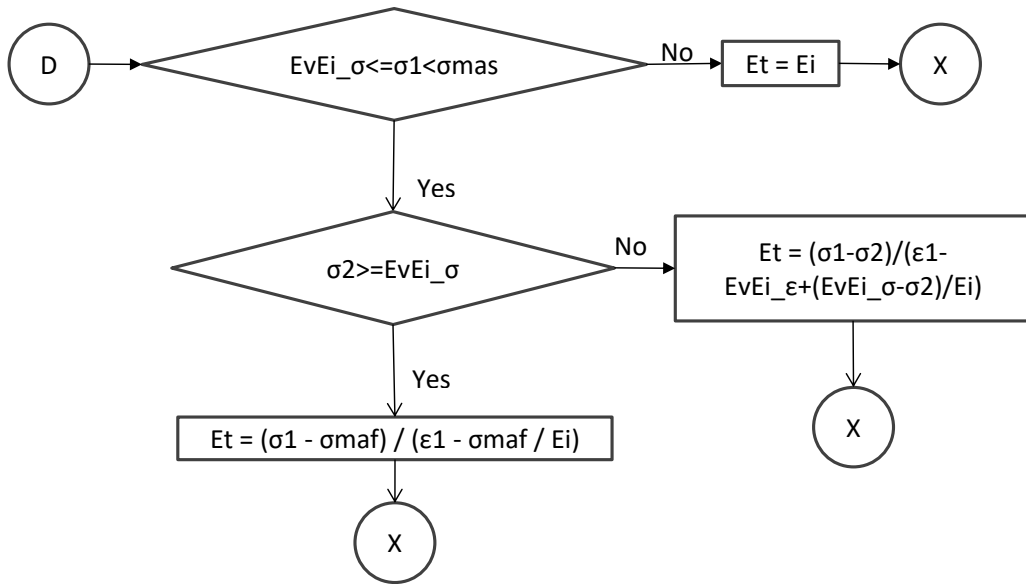 D
EvEi_σ<=σ1<σmas
No
Et = Ei
X
Yes
σ2>=EvEi_σ
No
Et = (σ1-σ2)/(ε1-
EvEi_ε+(EvEi_σ-σ2)/Ei)
Yes
X
Et = (σ1 - σmaf) / (ε1 - σmaf / Ei)
X